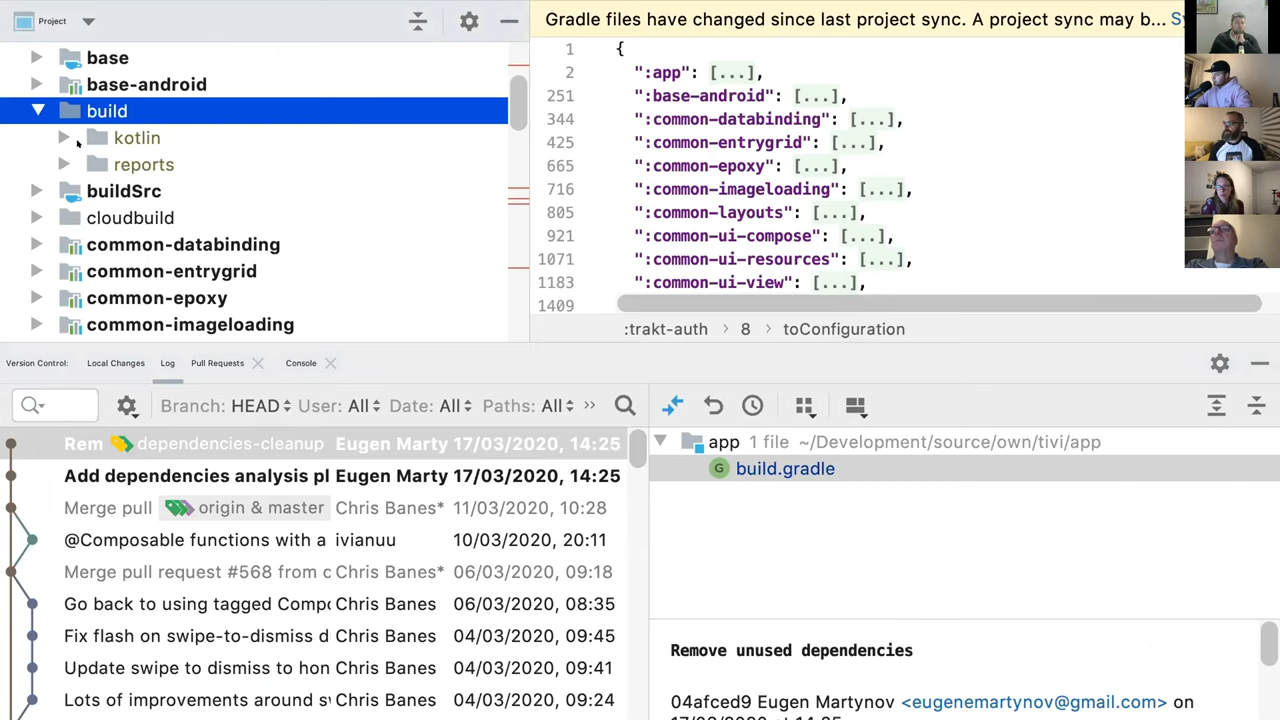 Project
base
base-android
build
kotlin
reports
buildSrc
cloudbuild
common-databinding
common-entrygrid
common-epoxy
common-imageloading
Gradle files have changed since last project sync. A project sync may b... Sy
1 {
2 ":app": [...],
251 ":base-android": [...],
344 ":common-databinding": [...],
425 ":common-entrygrid": [...],
665 ":common-epoxy": [...],
716 ":common-imageloading": [...],
805 ":common-layouts": [...],
921 ":common-ui-compose": [...],
1071 ":common-ui-resources": [...],
1183 ":common-ui-view": [...],
1409
:trakt-auth > 8 > toConfiguration
Version Control: Local Changes Log Pull Requests Console
Branch: HEAD User: All Date: All Paths: All »
Rem dependencies-cleanup Eugen Marty 17/03/2020, 14:25
Add dependencies analysis pl Eugen Marty 17/03/2020, 14:25
Merge pull origin & master Chris Banes* 11/03/2020, 10:28
@Composable functions with a ivianuu 10/03/2020, 20:11
Merge pull request #568 from c Chris Banes* 06/03/2020, 09:18
Go back to using tagged Compo Chris Banes 06/03/2020, 08:35
Fix flash on swipe-to-dismiss d Chris Banes 04/03/2020, 09:45
Update swipe to dismiss to hon Chris Banes 04/03/2020, 09:41
Lots of improvements around sv Chris Banes 04/03/2020, 09:24
app 1 file ~/Development/source/own/tivi/app
G build.gradle
Remove unused dependencies
04afced9 Eugen Martynov <eugenemartynov@gmail.com> on